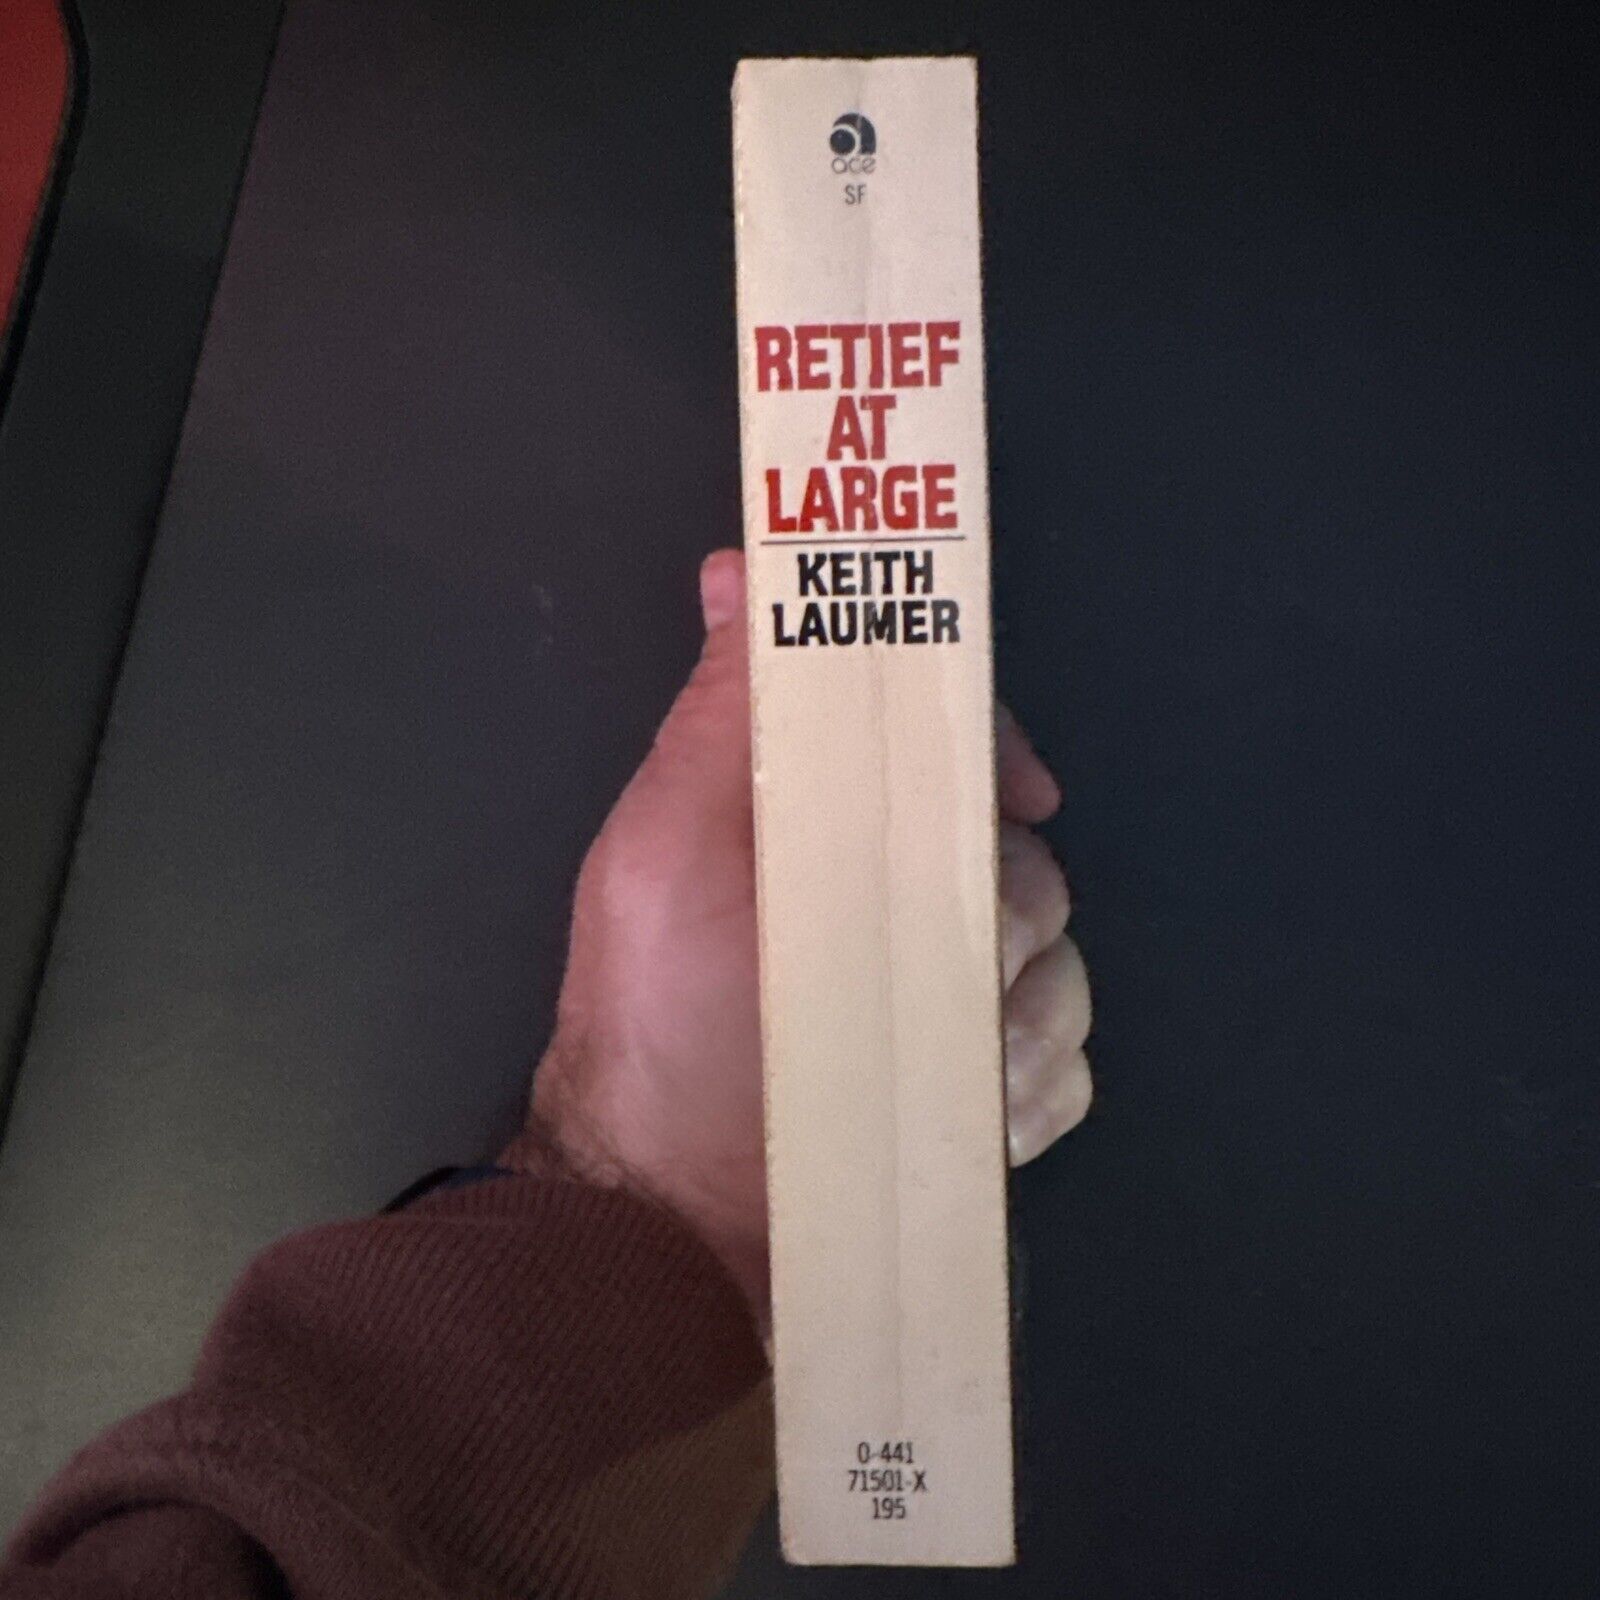 ace
SF
RETIEF
AT
LARGE
KEITH
LAUMER
0-441
71501-X
195